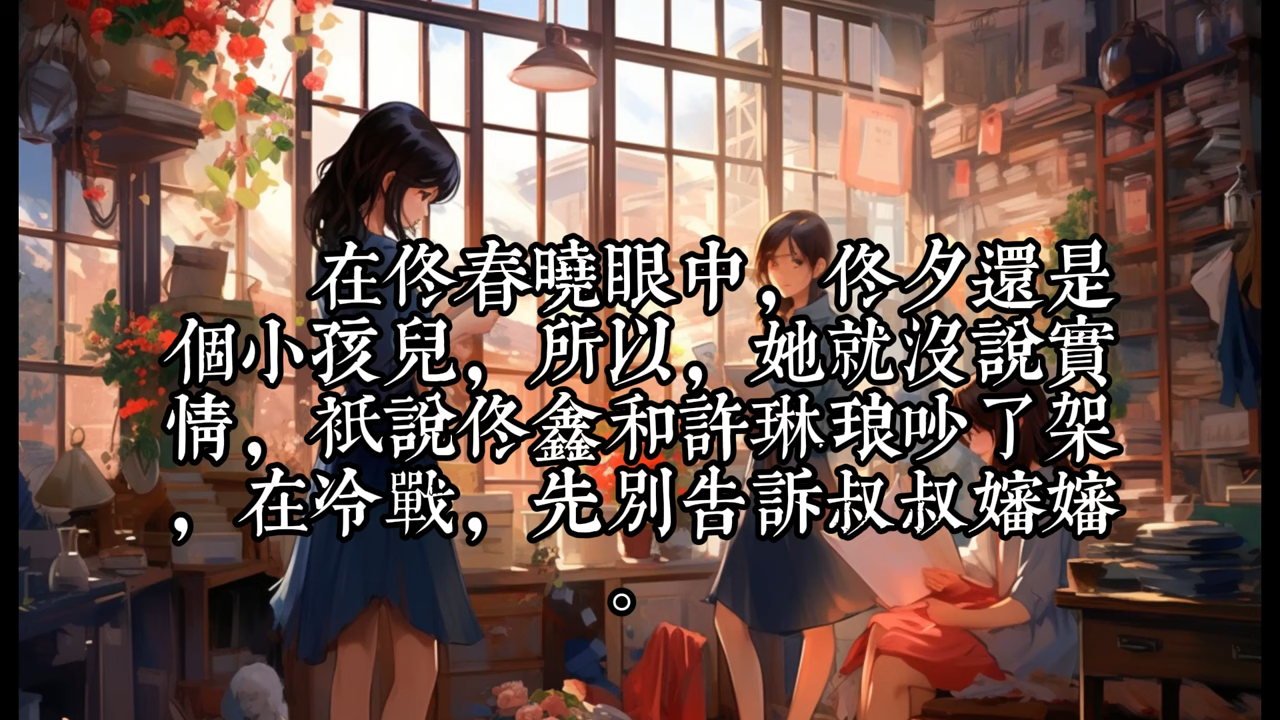 在佟春曉眼中，佟夕還是
個小孩兒，所以，她就沒說實
情，祇說佟鑫和許琳琅吵了架
，在冷戰，先別告訴叔叔嬸嬸
。